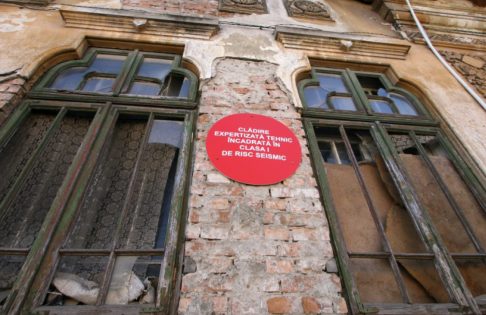 CLĂDIRE
EXPERTIZATĂ TEHNIC
ÎNCADRATĂ ÎN
CLASA I
DE RISC SEISMIC